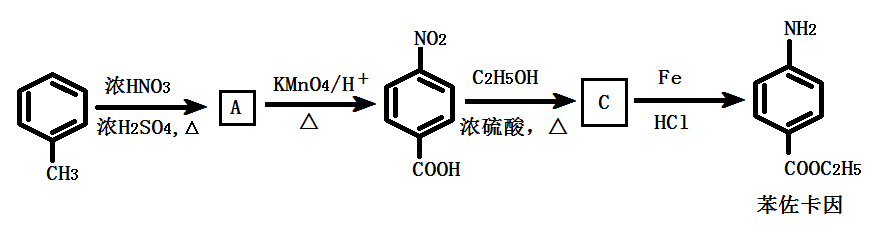 浓HNO3
浓H2SO4,△
CH3
A
KMnO4/H+
△
NO2
COOH
C2H5OH
浓硫酸，△
C
Fe
HCl
NH2
COOC2H5
苯佐卡因